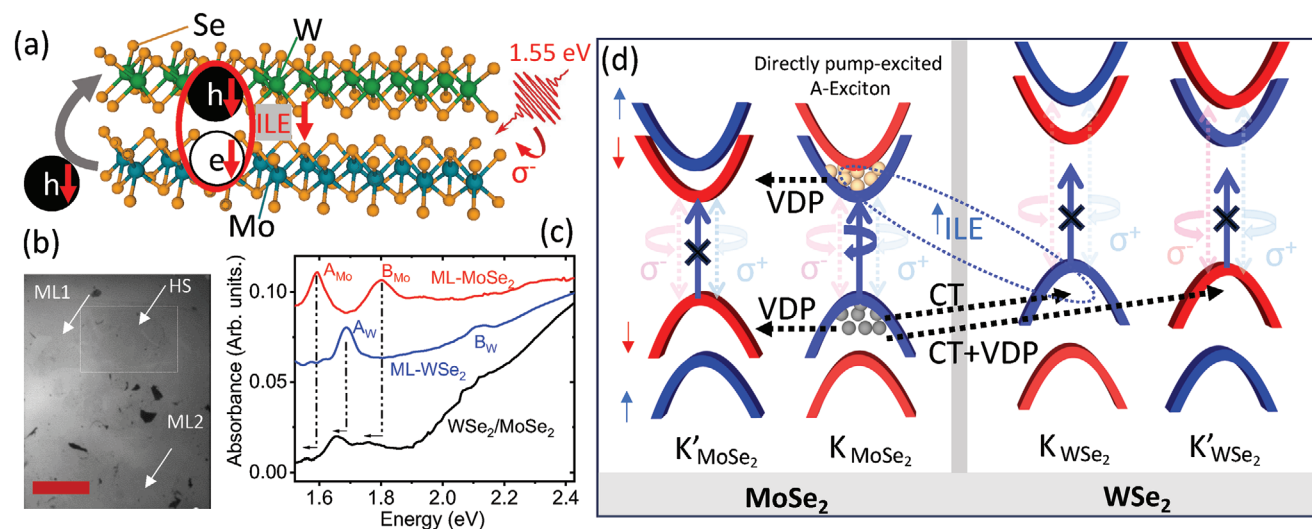 (a)
Se
W
1.55 eV
h
ILE
e
σ⁻
h
Mo
(b)
ML1
HS
ML2
(c)
Absorbance (Arb. units.)
0.10
0.05
0.00
A_Mo
B_Mo
ML-MoSe₂
A_W
B_W
ML-WSe₂
WSe₂/MoSe₂
1.6 1.8 2.0 2.2 2.4
Energy (eV)
(d)
Directly pump-excited
A-Exciton
VDP
ILE
σ⁻ σ⁺ σ⁻ σ⁺ σ⁻ σ⁺
VDP
CT
CT+VDP
K'_MoSe₂ K_MoSe₂ K_WSe₂ K'_WSe₂
MoSe₂ WSe₂